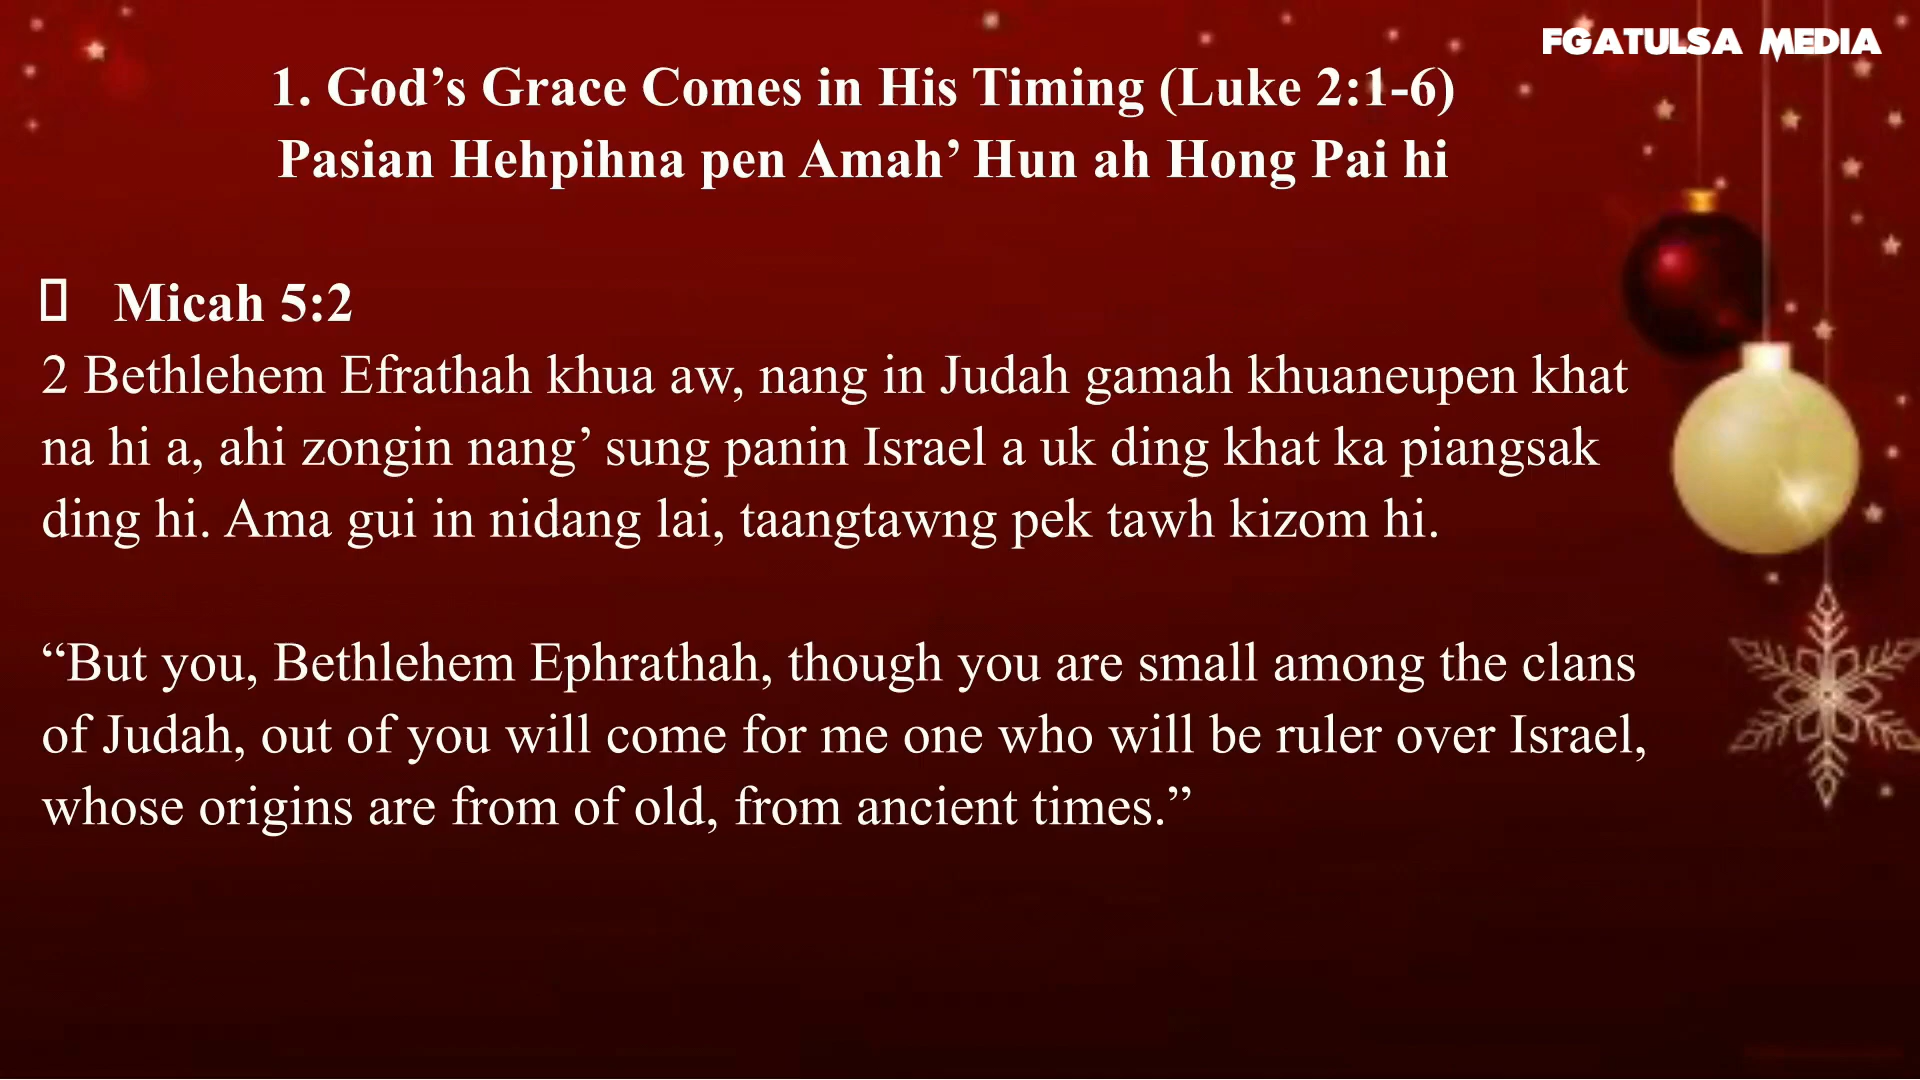 FGATULSA MEDIA
1. God’s Grace Comes in His Timing (Luke 2:1-6)
Pasian Hehpihna pen Amah’ Hun ah Hong Pai hi
Micah 5:2
2 Bethlehem Efrathah khua aw, nang in Judah gamah khuaneupen khat
na hi a, ahi zongin nang’ sung panin Israel a uk ding khat ka piangsak
ding hi. Ama gui in nidang lai, taangtawng pek tawh kizom hi.
“But you, Bethlehem Ephrathah, though you are small among the clans
of Judah, out of you will come for me one who will be ruler over Israel,
whose origins are from of old, from ancient times.”